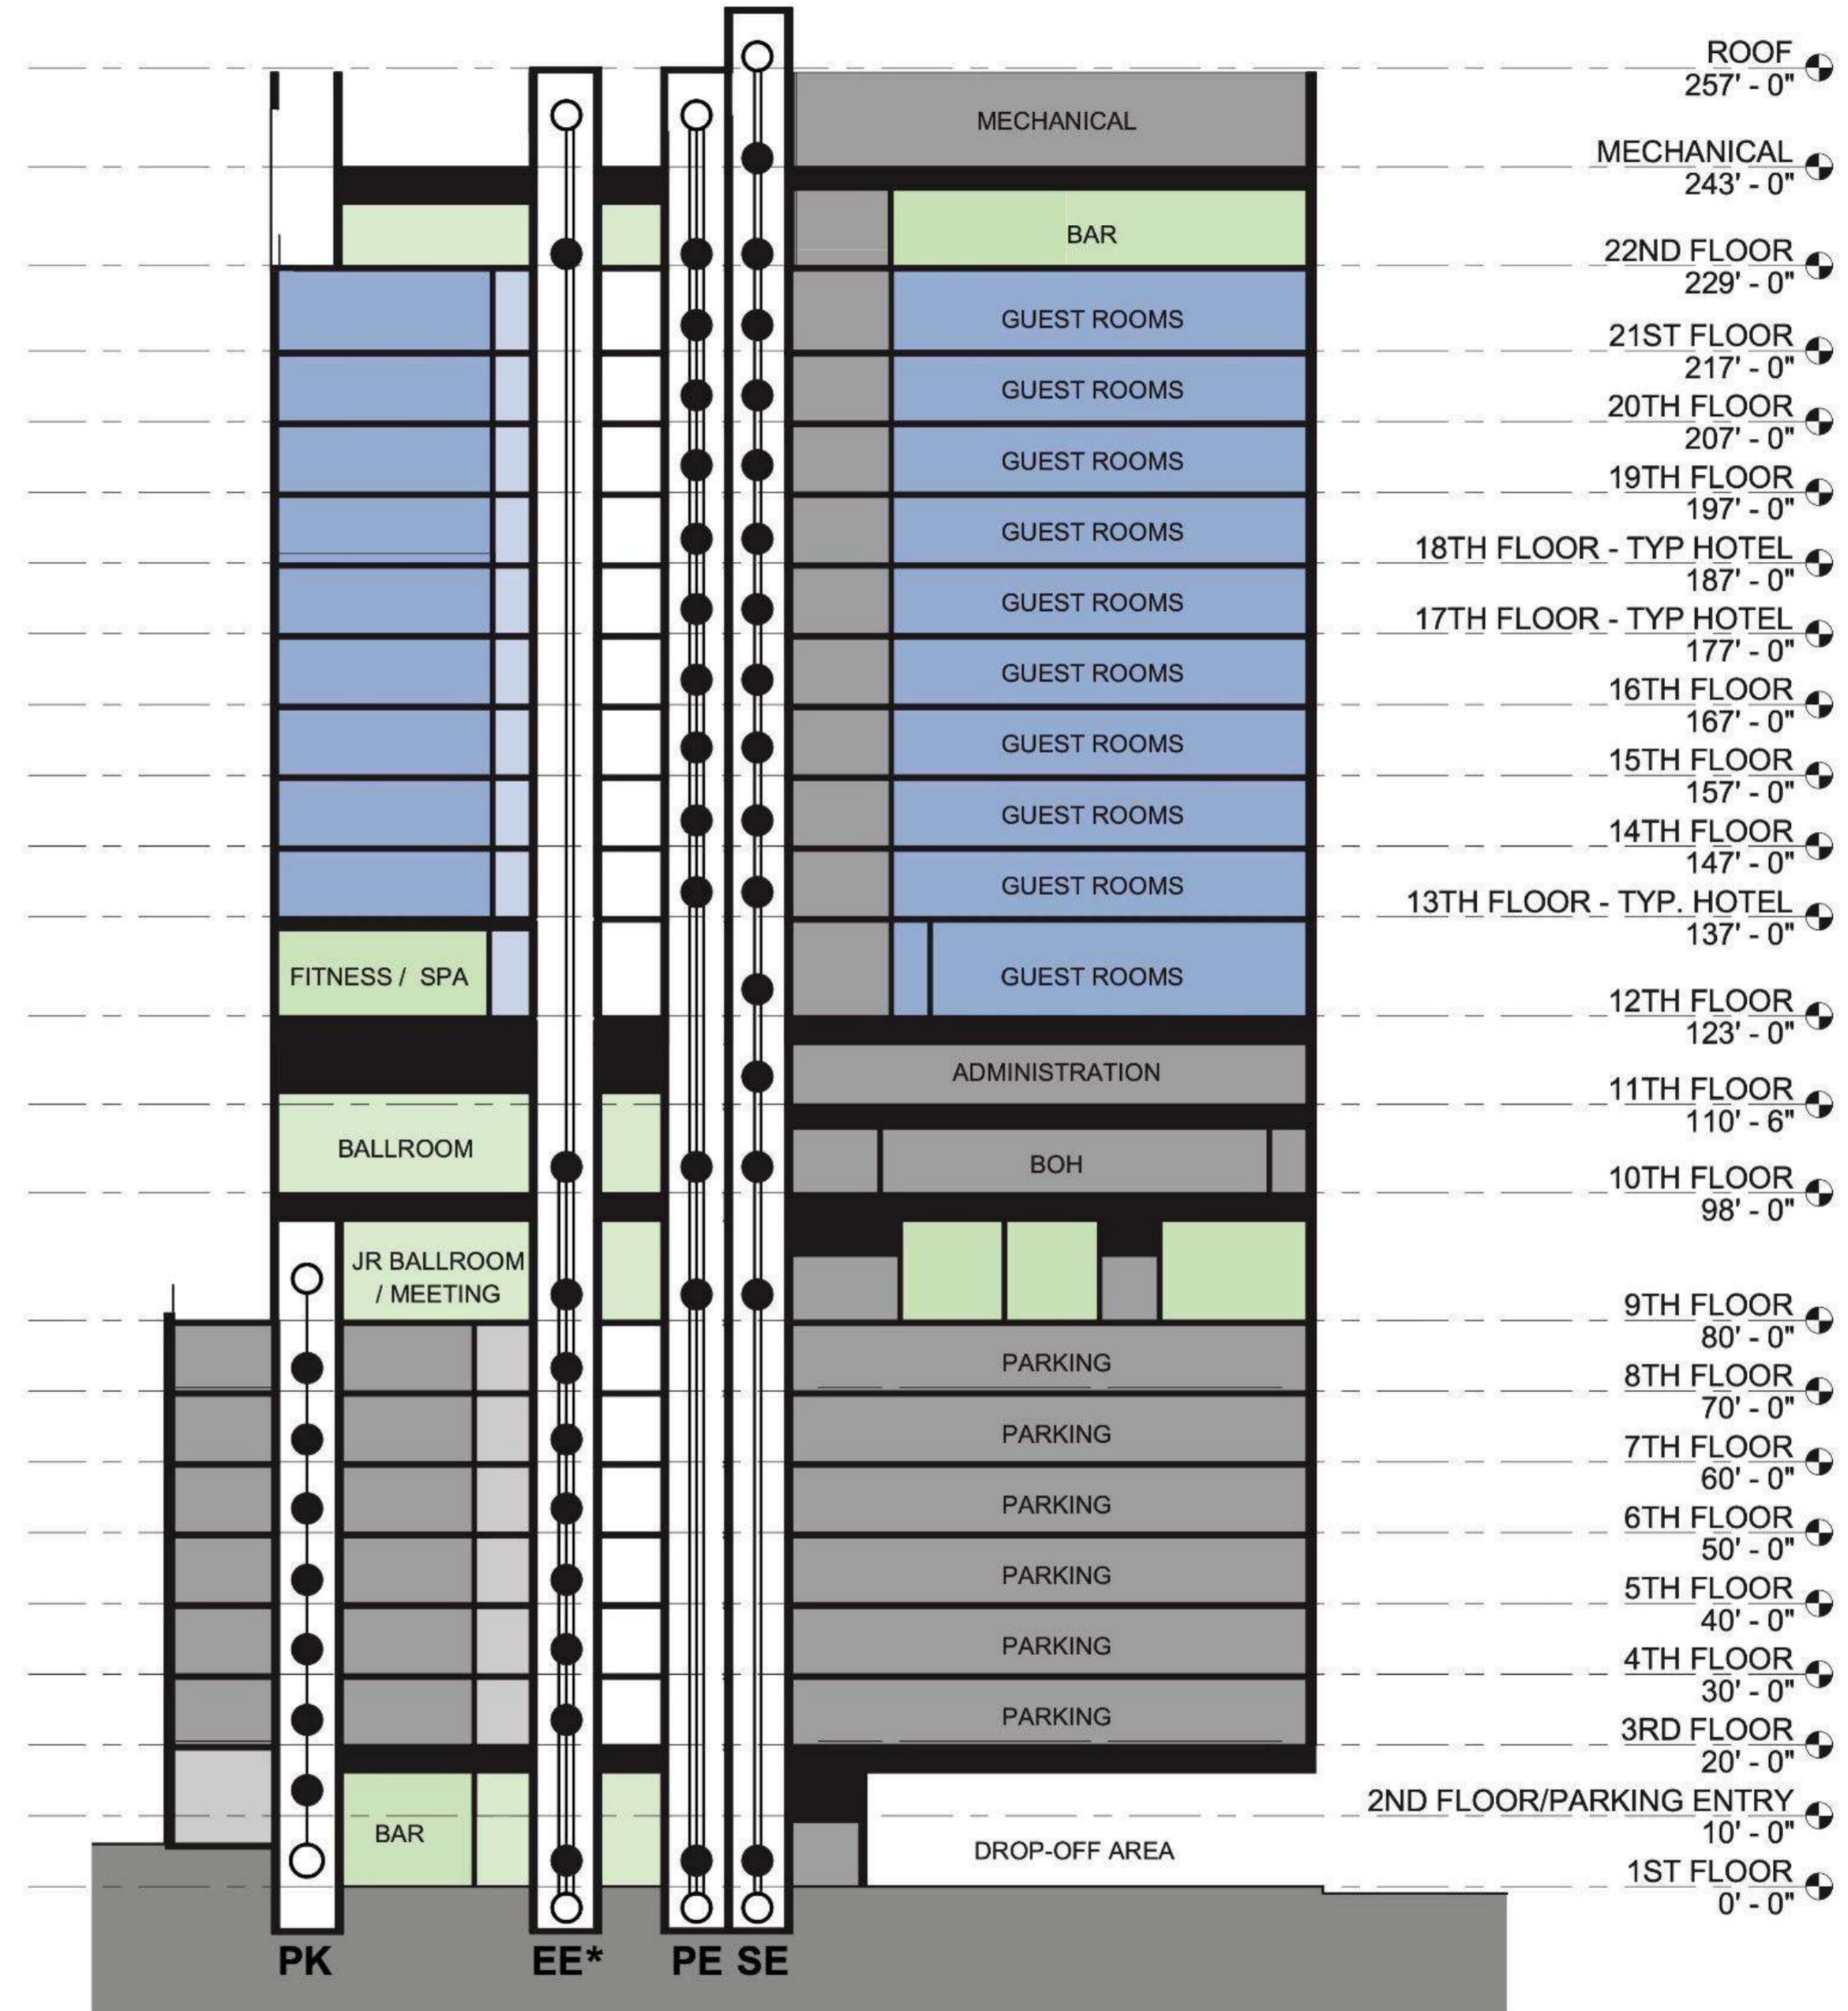 ROOF
257' - 0"
MECHANICAL
MECHANICAL
243' - 0"
BAR
22ND FLOOR
229' - 0"
GUEST ROOMS
21ST FLOOR
217' - 0"
GUEST ROOMS
20TH FLOOR
207' - 0"
GUEST ROOMS
19TH FLOOR
197' - 0"
GUEST ROOMS
18TH FLOOR - TYP HOTEL
187' - 0"
GUEST ROOMS
17TH FLOOR - TYP HOTEL
177' - 0"
GUEST ROOMS
16TH FLOOR
167' - 0"
GUEST ROOMS
15TH FLOOR
157' - 0"
GUEST ROOMS
14TH FLOOR
147' - 0"
GUEST ROOMS
13TH FLOOR - TYP. HOTEL
137' - 0"
FITNESS / SPA
GUEST ROOMS
12TH FLOOR
123' - 0"
ADMINISTRATION
11TH FLOOR
110' - 6"
BALLROOM
BOH
10TH FLOOR
98' - 0"
JR BALLROOM
/ MEETING
9TH FLOOR
80' - 0"
PARKING
8TH FLOOR
70' - 0"
PARKING
7TH FLOOR
60' - 0"
PARKING
6TH FLOOR
50' - 0"
PARKING
5TH FLOOR
40' - 0"
PARKING
4TH FLOOR
30' - 0"
PARKING
3RD FLOOR
20' - 0"
2ND FLOOR/PARKING ENTRY
10' - 0"
BAR
DROP-OFF AREA
1ST FLOOR
0' - 0"
PK
EE*
PE
SE